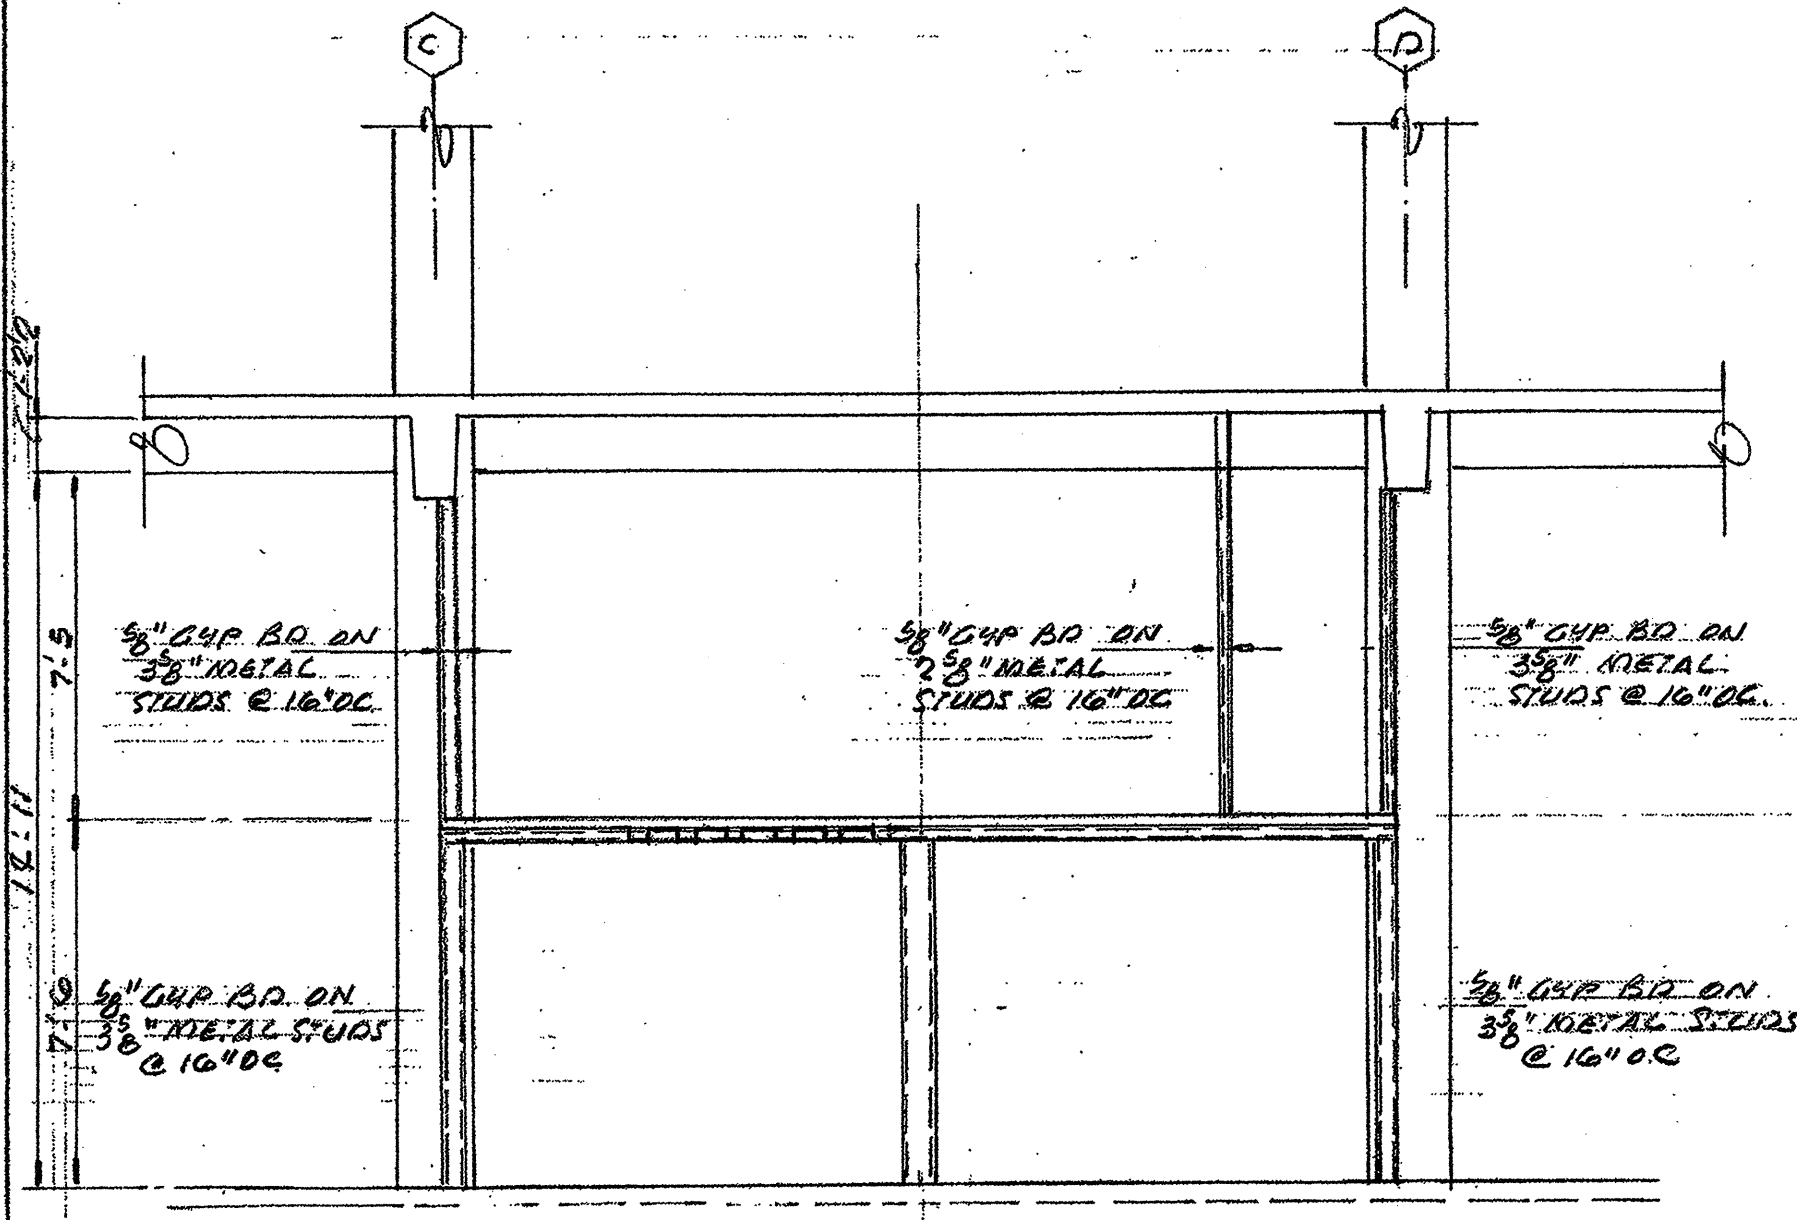 C
D
5/8" GYP BD ON
3 5/8" METAL
STUDS @ 16" OC
5/8" GYP BD ON
2 5/8" METAL
STUDS @ 16" OC
5/8" GYP BD ON
3 5/8" METAL
STUDS @ 16" OC.
7'-5
5/8" GYP BD ON
3 5/8" METAL STUDS
@ 16" OC
5/8" GYP BD ON
3 5/8" METAL STUDS
@ 16" O.C
7'-6